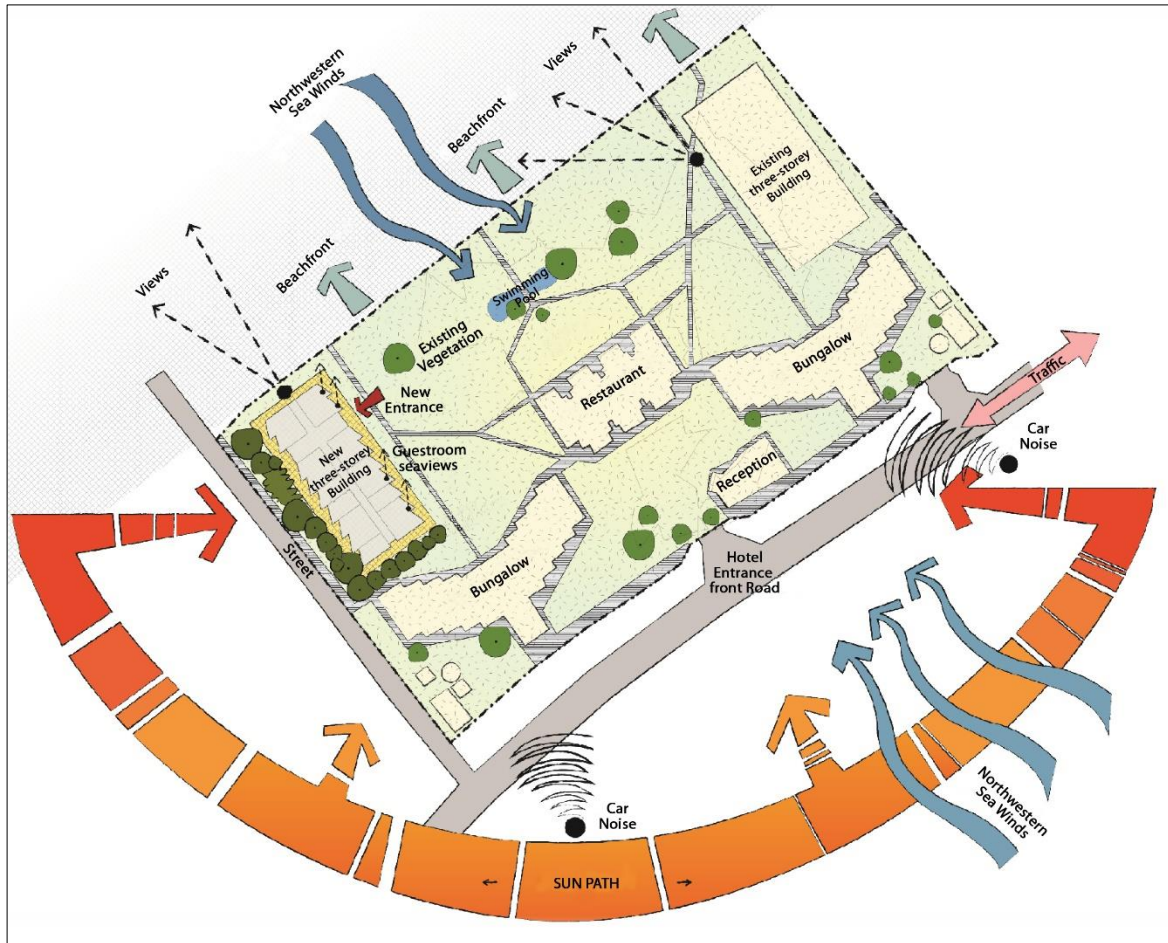 Northwestern
Sea Winds
Views
Beachfront
Existing
three-storey
Building
Views
Beachfront
Swimming
Pool
Existing
Vegetation
New
Entrance
Restaurant
Bungalow
Traffic
Car
Noise
New
three-storey
Building
Guestroom
seaviews
Reception
Street
Bungalow
Hotel
Entrance
front Road
Car
Noise
Northwestern
Sea Winds
SUN PATH